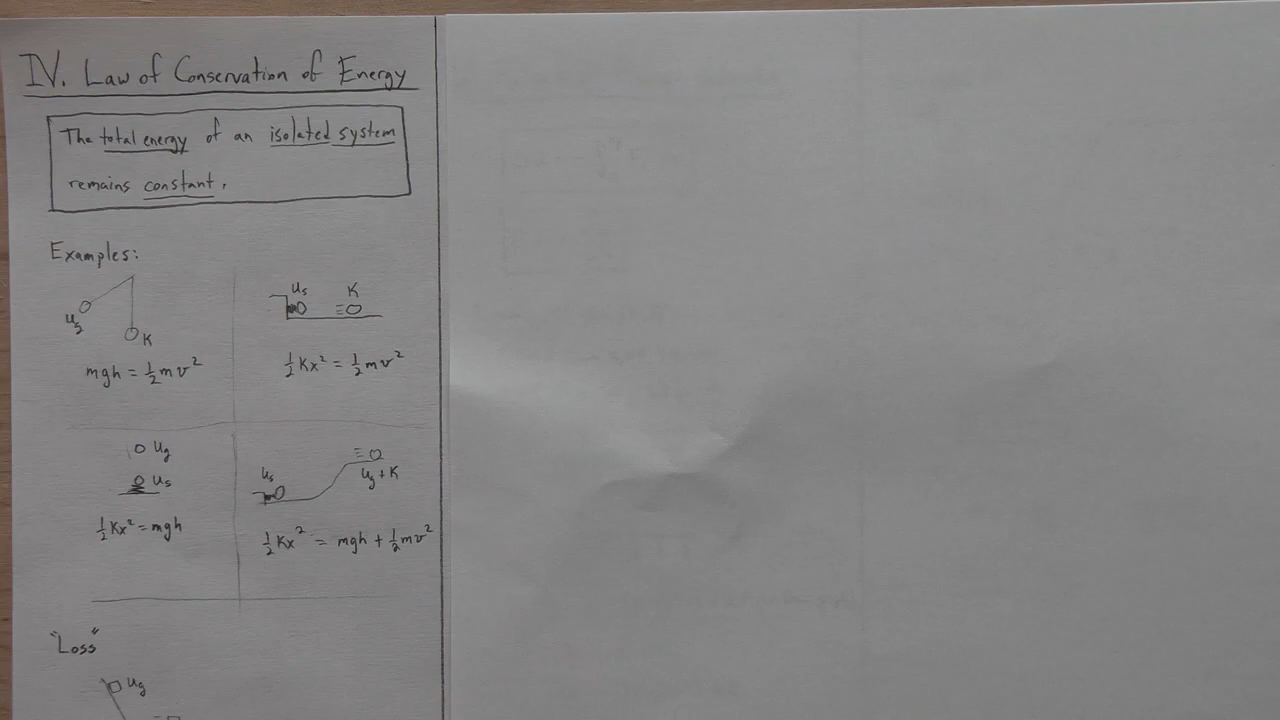 IV. Law of Conservation of Energy
The total energy of an isolated system
remains constant.
Examples:
Ug
K
mgh = ½mv²
Us K
½Kx² = ½mv²
Ug
Us
½Kx² = mgh
Us
Ug + K
½Kx² = mgh + ½mv²
"Loss"
Ug